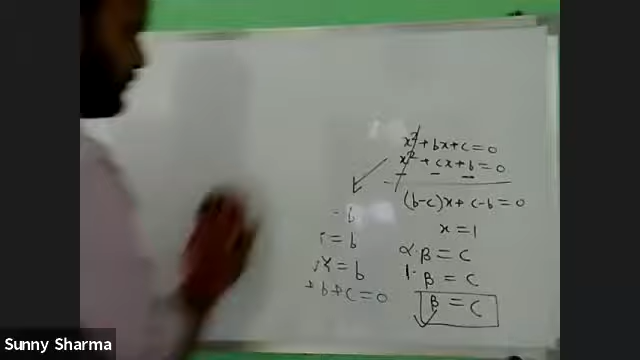 x² + bx + c = 0
x² + cx + b = 0
- - -
(b-c)x + c-b = 0
x = 1
α·β = c
1·β = c
β = c
- b
= b
= b
+ b + c = 0
Sunny Sharma